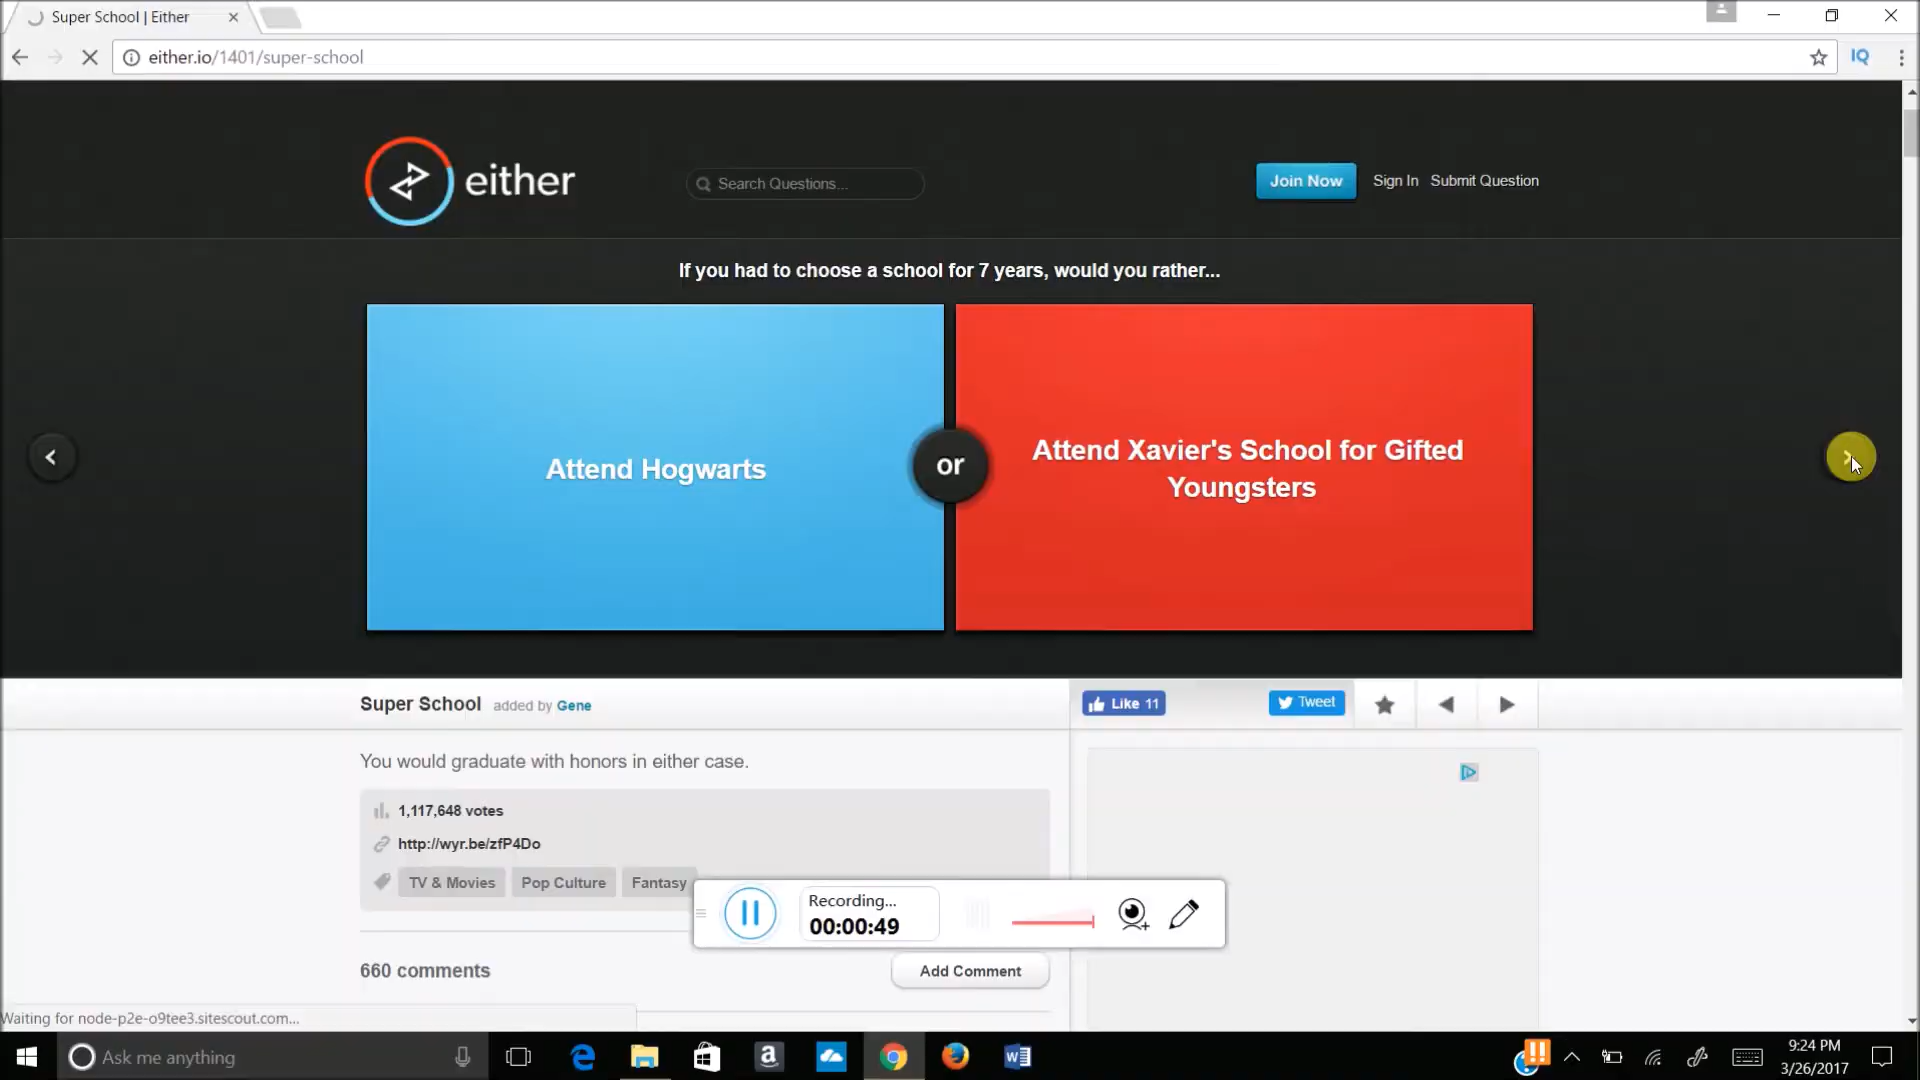 Super School | Either
either.io/1401/super-school
IQ
either
Search Questions...
Join Now
Sign In
Submit Question
If you had to choose a school for 7 years, would you rather...
Attend Hogwarts
or
Attend Xavier's School for Gifted
Youngsters
Super School added by Gene
Like 11
Tweet
You would graduate with honors in either case.
1,117,648 votes
http://wyr.be/zfP4Do
TV & Movies
Pop Culture
Fantasy
Recording...
00:00:49
660 comments
Add Comment
Waiting for node-p2e-o9tee3.sitescout.com...
Ask me anything
9:24 PM
3/26/2017